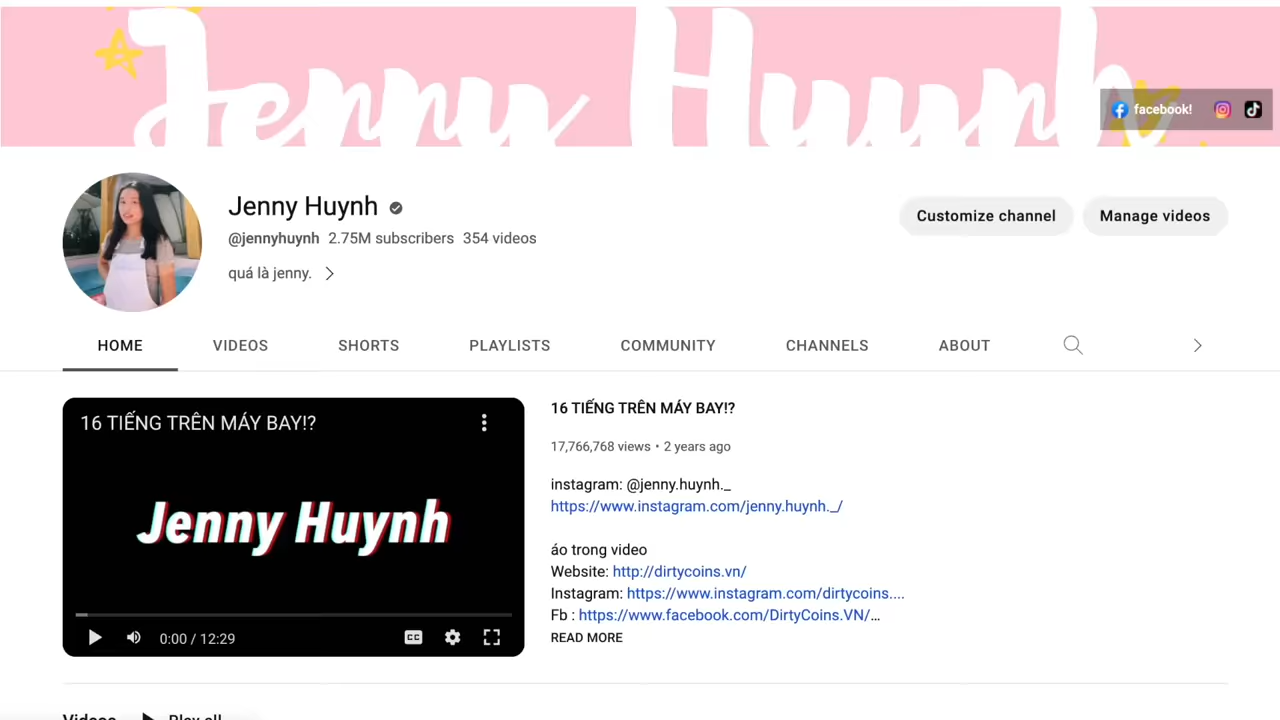 Jenny Huynh
facebook!
Jenny Huynh
@jennyhuynh 2.75M subscribers 354 videos
quá là jenny.
Customize channel
Manage videos
HOME
VIDEOS
SHORTS
PLAYLISTS
COMMUNITY
CHANNELS
ABOUT
16 TIẾNG TRÊN MÁY BAY!?
Jenny Huynh
0:00 / 12:29
CC
16 TIẾNG TRÊN MÁY BAY!?
17,766,768 views • 2 years ago
instagram: @jenny.huynh._
https://www.instagram.com/jenny.huynh._/
áo trong video
Website: http://dirtycoins.vn/
Instagram: https://www.instagram.com/dirtycoins....
Fb : https://www.facebook.com/DirtyCoins.VN/...
READ MORE
Videos
Play all